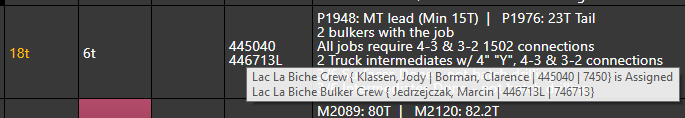 P1948: MT lead (Min 15T) | P1976: 23T Tail
2 bulkers with the job
18t 6t 445040 All jobs require 4-3 & 3-2 1502 connections
446713L 2 Truck intermediates w/ 4" "Y", 4-3 & 3-2 connections
Lac La Biche Crew { Klassen, Jody | Borman, Clarence | 445040 | 7450} is Assigned
Lac La Biche Bulker Crew { Jedrzejczak, Marcin | 446713L | 746713}
M2089: 80T | M2120: 82.2T